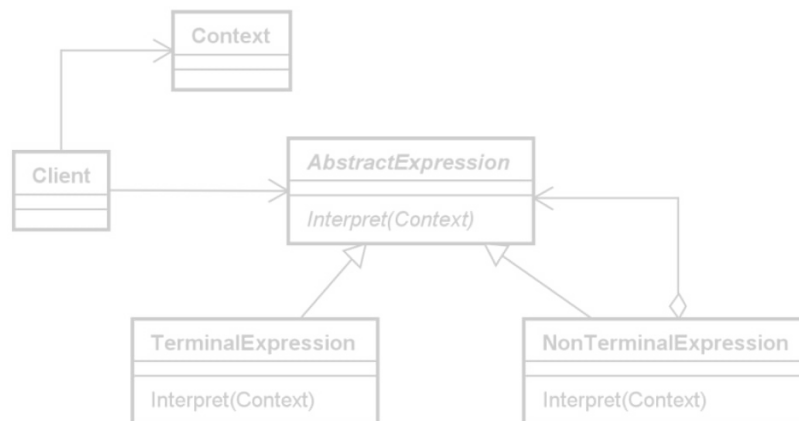 Context
Client
AbstractExpression
Interpret(Context)
TerminalExpression
Interpret(Context)
NonTerminalExpression
Interpret(Context)